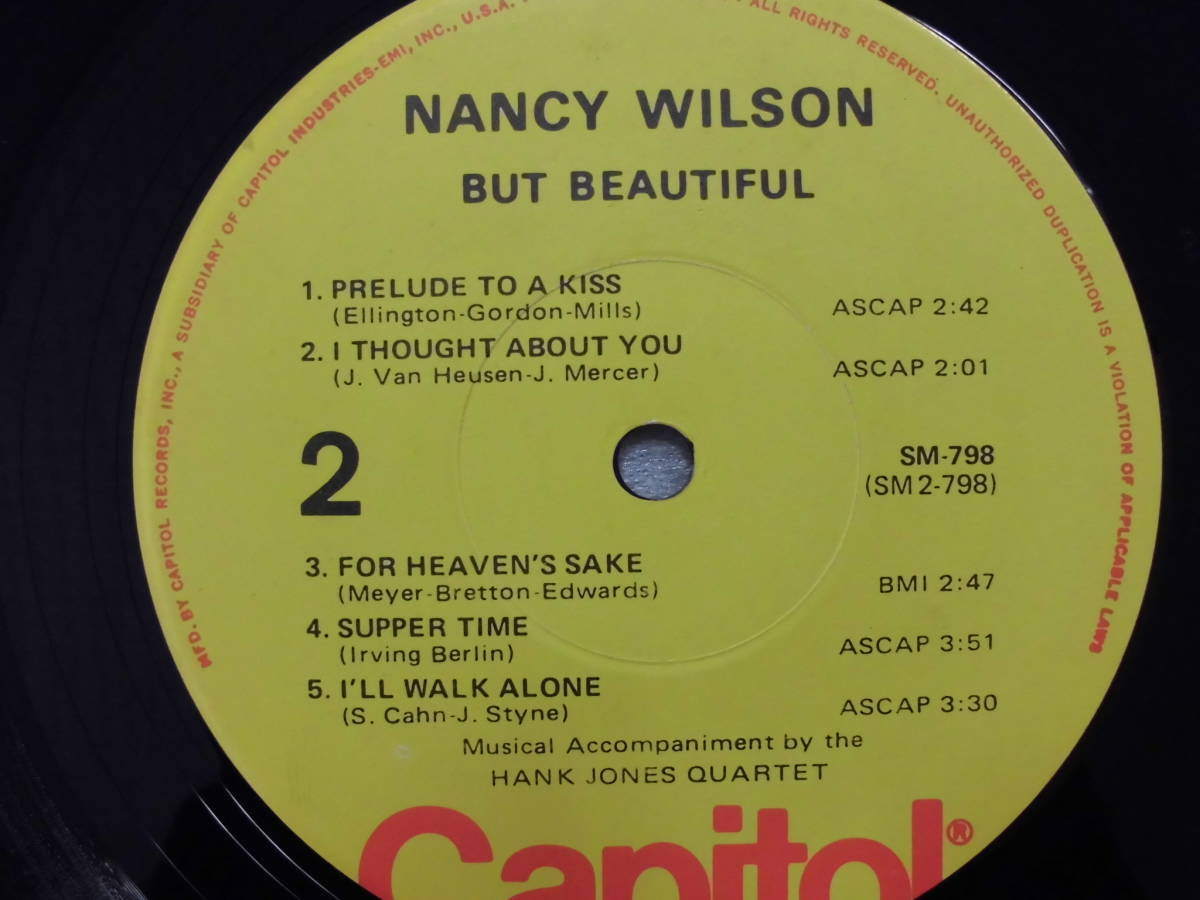 NANCY WILSON
BUT BEAUTIFUL
1. PRELUDE TO A KISS
(Ellington-Gordon-Mills) ASCAP 2:42
2. I THOUGHT ABOUT YOU
(J. Van Heusen-J. Mercer) ASCAP 2:01
2
SM-798
(SM2-798)
3. FOR HEAVEN'S SAKE
(Meyer-Bretton-Edwards) BMI 2:47
4. SUPPER TIME
(Irving Berlin) ASCAP 3:51
5. I'LL WALK ALONE
(S. Cahn-J. Styne) ASCAP 3:30
Musical Accompaniment by the
HANK JONES QUARTET
Capitol®
MFD. BY CAPITOL RECORDS, INC., A SUBSIDIARY OF CAPITOL INDUSTRIES-EMI, INC., U.S.A. ALL RIGHTS RESERVED. UNAUTHORIZED DUPLICATION IS A VIOLATION OF APPLICABLE LAWS